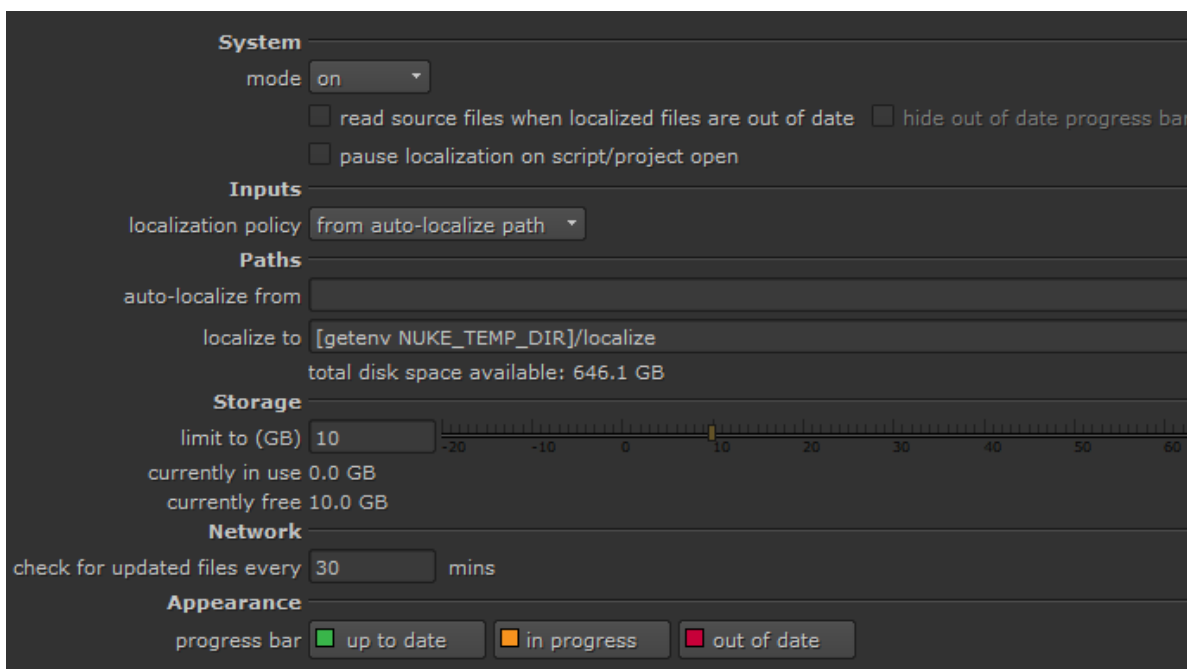 System
mode on
read source files when localized files are out of date hide out of date progress bar
pause localization on script/project open
Inputs
localization policy from auto-localize path
Paths
auto-localize from
localize to [getenv NUKE_TEMP_DIR]/localize
total disk space available: 646.1 GB
Storage
limit to (GB) 10
-20 -10 0 10 20 30 40 50 60
currently in use 0.0 GB
currently free 10.0 GB
Network
check for updated files every 30 mins
Appearance
progress bar up to date in progress out of date